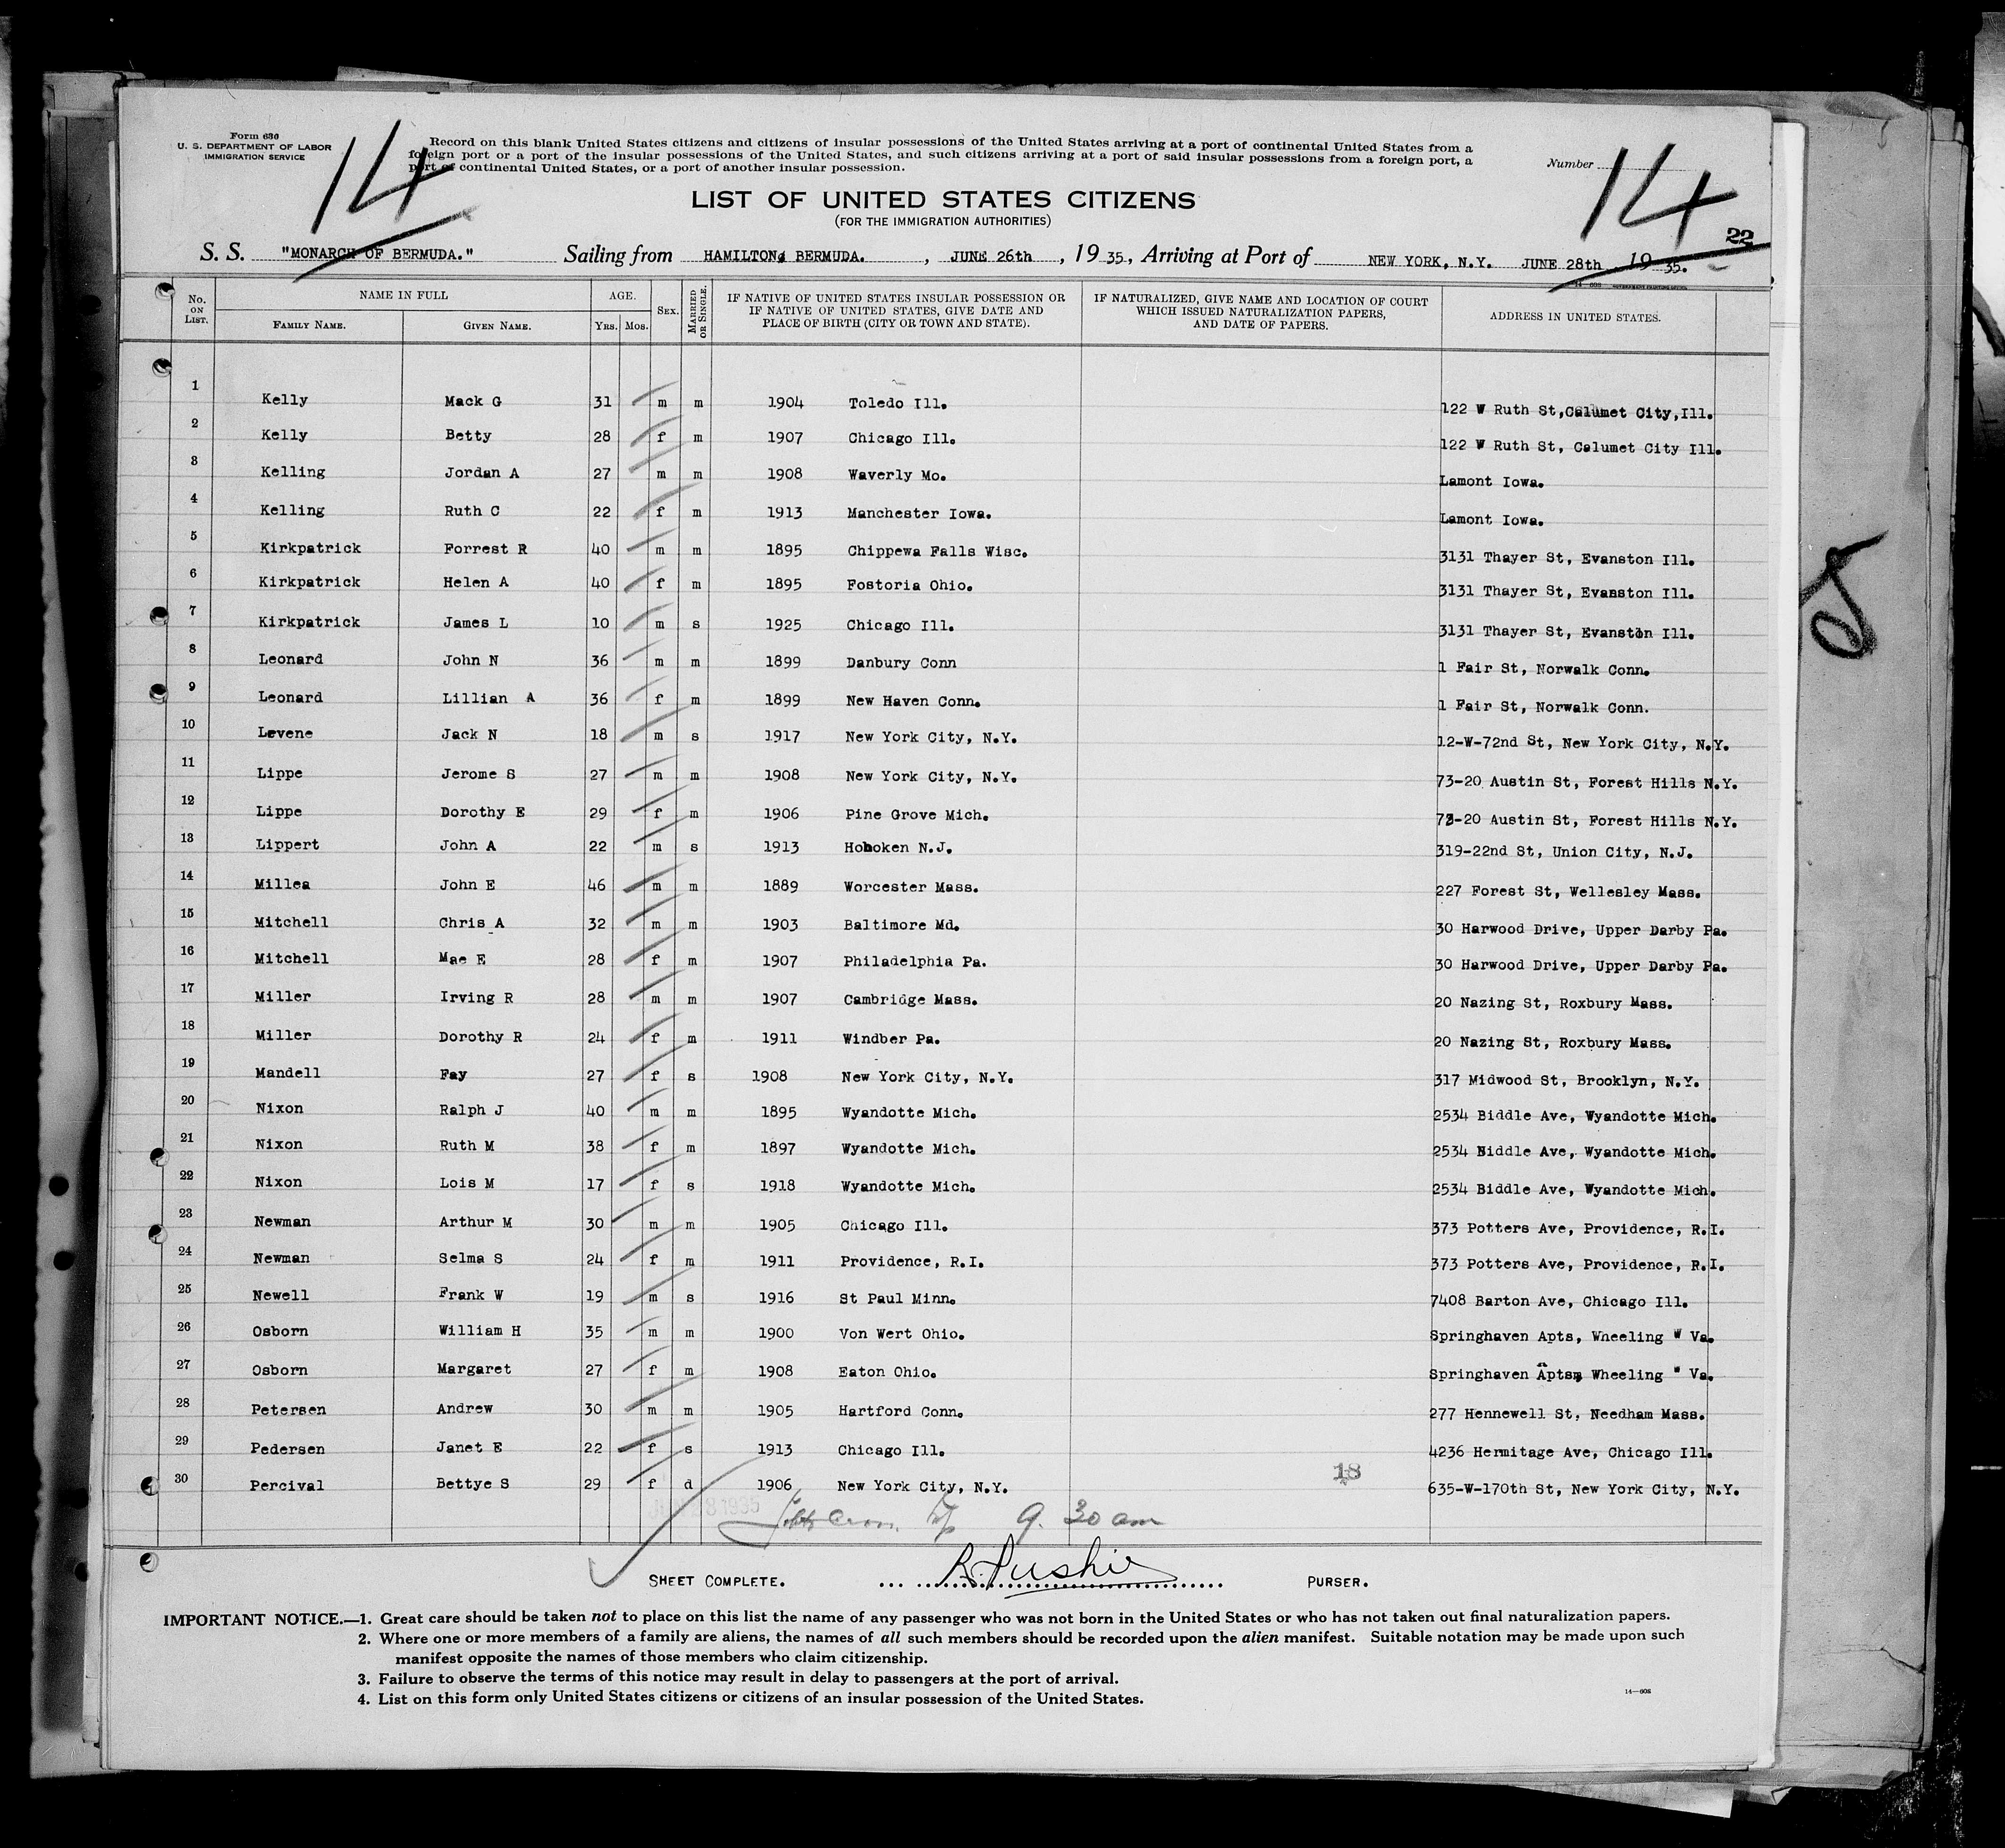 Form 630
U. S. DEPARTMENT OF LABOR
IMMIGRATION SERVICE
14
Record on this blank United States citizens and citizens of insular possessions of the United States arriving at a port of continental United States from a
foreign port or a port of the insular possessions of the United States, and such citizens arriving at a port of said insular possessions from a foreign port, a
port of continental United States, or a port of another insular possession.
Number
14
LIST OF UNITED STATES CITIZENS
(FOR THE IMMIGRATION AUTHORITIES)
22
S. S. "MONARCH OF BERMUDA." Sailing from HAMILTON, BERMUDA. , JUNE 26th , 19 35., Arriving at Port of NEW YORK, N.Y. JUNE 28th 19 35.
No. ON LIST. NAME IN FULL FAMILY NAME. GIVEN NAME. AGE. YRS. MOS. SEX. MARRIED OR SINGLE. IF NATIVE OF UNITED STATES INSULAR POSSESSION OR IF NATIVE OF UNITED STATES, GIVE DATE AND PLACE OF BIRTH (CITY OR TOWN AND STATE). IF NATURALIZED, GIVE NAME AND LOCATION OF COURT WHICH ISSUED NATURALIZATION PAPERS, AND DATE OF PAPERS. ADDRESS IN UNITED STATES.
1 Kelly Mack G 31 m m 1904 Toledo Ill. 122 W Ruth St,Calumet City,Ill.
2 Kelly Betty 28 f m 1907 Chicago Ill. 122 W Ruth St, Calumet City Ill.
3 Kelling Jordan A 27 m m 1908 Waverly Mo. Lamont Iowa.
4 Kelling Ruth C 22 f m 1913 Manchester Iowa. Lamont Iowa.
5 Kirkpatrick Forrest R 40 m m 1895 Chippewa Falls Wisc. 3131 Thayer St, Evanston Ill.
6 Kirkpatrick Helen A 40 f m 1895 Fostoria Ohio. 3131 Thayer St, Evanston Ill.
7 Kirkpatrick James L 10 m s 1925 Chicago Ill. 3131 Thayer St, Evanston Ill.
8 Leonard John N 36 m m 1899 Danbury Conn 1 Fair St, Norwalk Conn.
9 Leonard Lillian A 36 f m 1899 New Haven Conn. 1 Fair St, Norwalk Conn.
10 Levene Jack N 18 m s 1917 New York City, N.Y. 12-W-72nd St, New York City, N.Y.
11 Lippe Jerome S 27 m m 1908 New York City, N.Y. 73-20 Austin St, Forest Hills N.Y.
12 Lippe Dorothy E 29 f m 1906 Pine Grove Mich. 73-20 Austin St, Forest Hills N.Y.
13 Lippert John A 22 m s 1913 Hoboken N.J. 319-22nd St, Union City, N.J.
14 Millea John E 46 m m 1889 Worcester Mass. 227 Forest St, Wellesley Mass.
15 Mitchell Chris A 32 m m 1903 Baltimore Md. 30 Harwood Drive, Upper Darby Pa.
16 Mitchell Mae E 28 f m 1907 Philadelphia Pa. 30 Harwood Drive, Upper Darby Pa.
17 Miller Irving R 28 m m 1907 Cambridge Mass. 20 Nazing St, Roxbury Mass.
18 Miller Dorothy R 24 f m 1911 Windber Pa. 20 Nazing St, Roxbury Mass.
19 Mandell Fay 27 f s 1908 New York City, N.Y. 317 Midwood St, Brooklyn, N.Y.
20 Nixon Ralph J 40 m m 1895 Wyandotte Mich. 2534 Biddle Ave, Wyandotte Mich.
21 Nixon Ruth M 38 f m 1897 Wyandotte Mich. 2534 Biddle Ave, Wyandotte Mich.
22 Nixon Lois M 17 f s 1918 Wyandotte Mich. 2534 Biddle Ave, Wyandotte Mich.
23 Newman Arthur M 30 m m 1905 Chicago Ill. 373 Potters Ave, Providence, R.I.
24 Newman Selma S 24 f m 1911 Providence, R.I. 373 Potters Ave, Providence, R.I.
25 Newell Frank W 19 m s 1916 St Paul Minn. 7408 Barton Ave, Chicago Ill.
26 Osborn William H 35 m m 1900 Von Wert Ohio. Springhaven Apts, Wheeling W Va.
27 Osborn Margaret 27 f m 1908 Eaton Ohio. Springhaven Apts, Wheeling W Va.
28 Petersen Andrew 30 m m 1905 Hartford Conn. 277 Hennewell St, Needham Mass.
29 Pedersen Janet E 22 f s 1913 Chicago Ill. 4236 Hermitage Ave, Chicago Ill.
30 Percival Bettye S 29 f d 1906 New York City, N.Y. 18 635-W-170th St, New York City, N.Y.
9. 30 am
SHEET COMPLETE. PURSER.
IMPORTANT NOTICE.—1. Great care should be taken not to place on this list the name of any passenger who was not born in the United States or who has not taken out final naturalization papers.
2. Where one or more members of a family are aliens, the names of all such members should be recorded upon the alien manifest. Suitable notation may be made upon such
manifest opposite the names of those members who claim citizenship.
3. Failure to observe the terms of this notice may result in delay to passengers at the port of arrival.
4. List on this form only United States citizens or citizens of an insular possession of the United States.